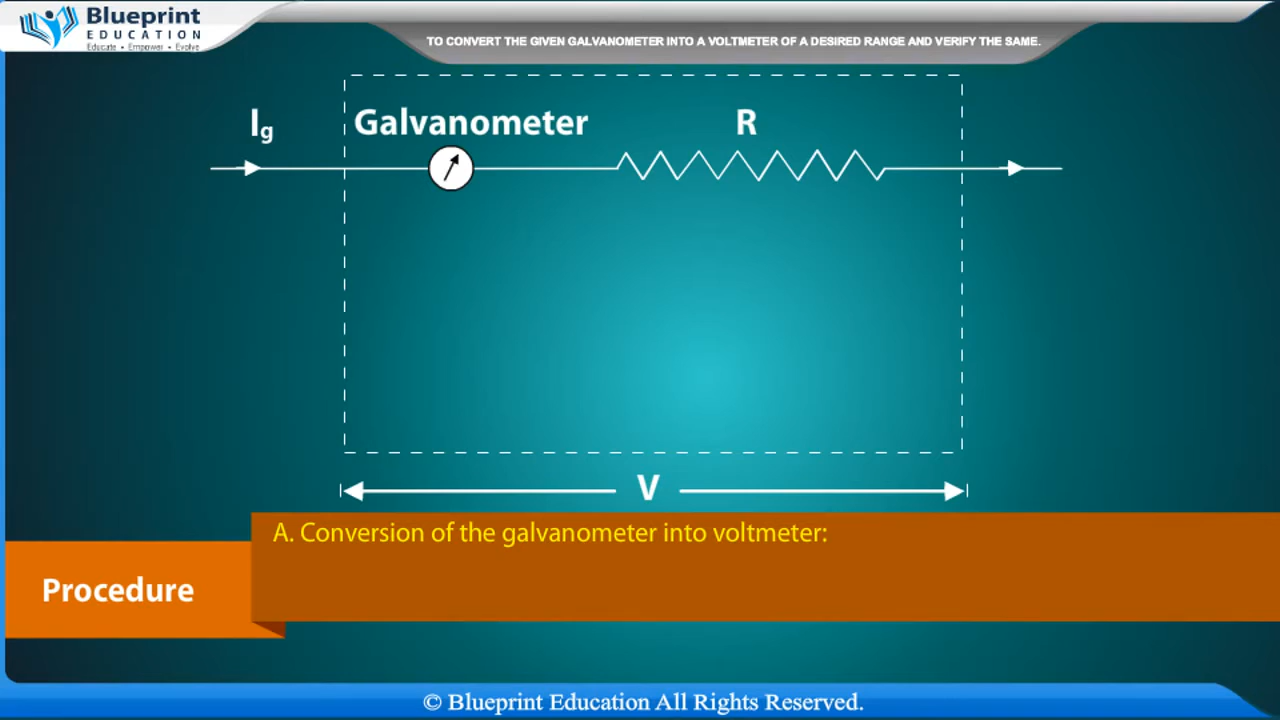 Blueprint
EDUCATION
Educate • Empower • Evolve
TO CONVERT THE GIVEN GALVANOMETER INTO A VOLTMETER OF A DESIRED RANGE AND VERIFY THE SAME.
Ig Galvanometer R
V
A. Conversion of the galvanometer into voltmeter:
Procedure
© Blueprint Education All Rights Reserved.